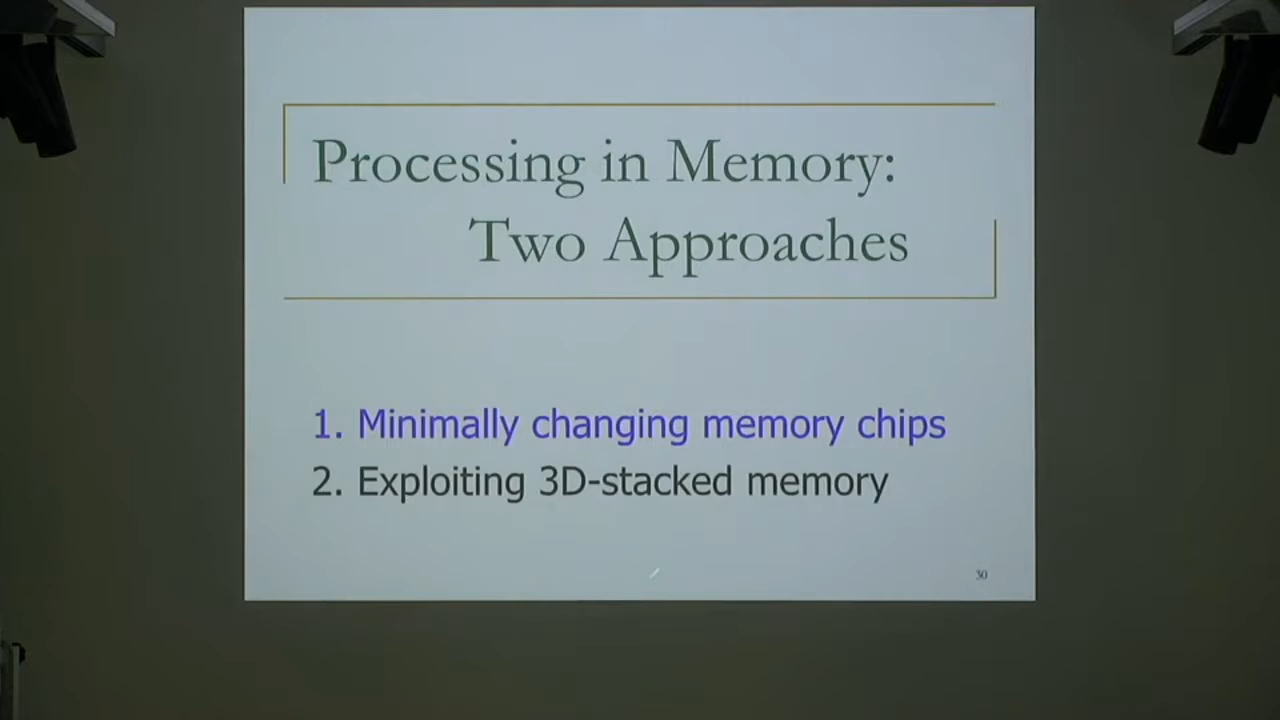 Processing in Memory:
Two Approaches
1. Minimally changing memory chips
2. Exploiting 3D-stacked memory
30